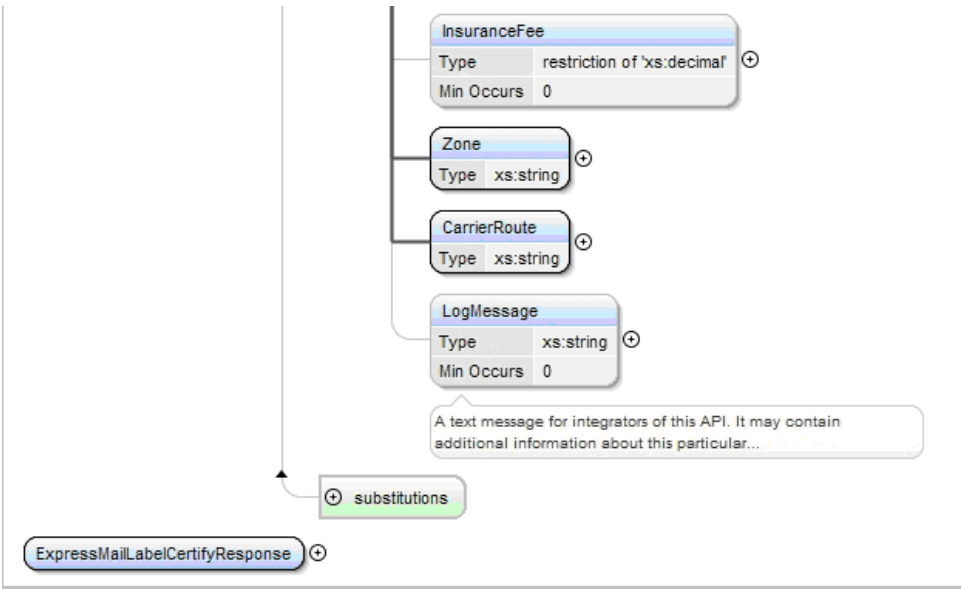 InsuranceFee
Type restriction of 'xs:decimal'
Min Occurs 0
Zone
Type xs:string
CarrierRoute
Type xs:string
LogMessage
Type xs:string
Min Occurs 0
A text message for integrators of this API. It may contain
additional information about this particular...
substitutions
ExpressMailLabelCertifyResponse